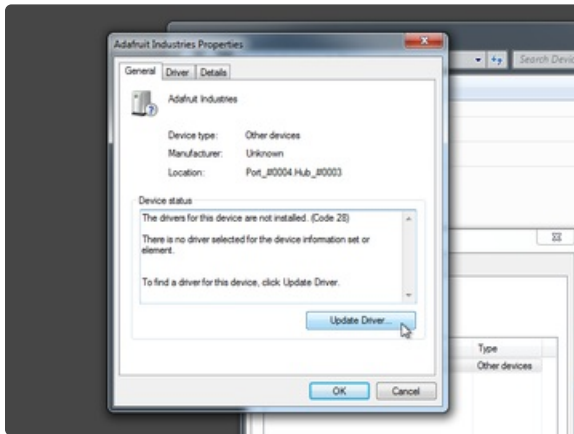 Adafruit Industries Properties
Search Devic
General Driver Details
Adafruit Industries
Device type: Other devices
Manufacturer: Unknown
Location: Port_#0004.Hub_#0003
Device status
The drivers for this device are not installed. (Code 28)
There is no driver selected for the device information set or
element.
To find a driver for this device, click Update Driver.
Update Driver...
Type
Other devices
OK Cancel